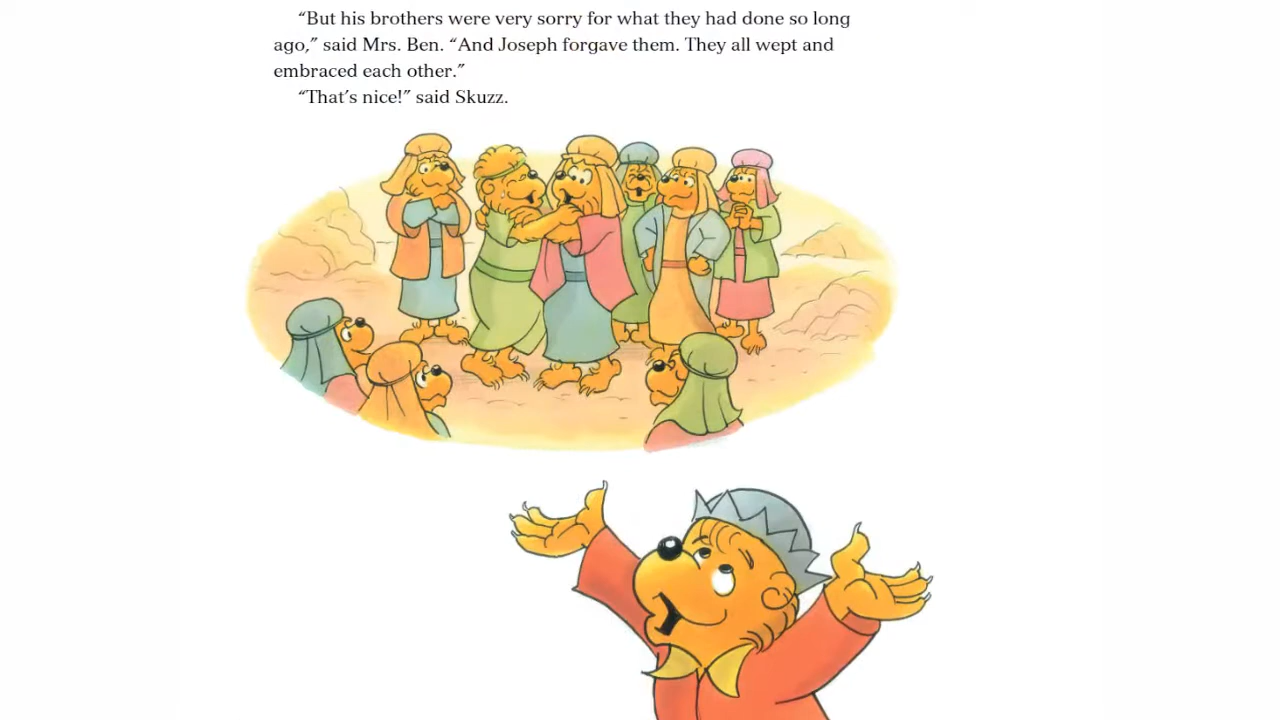 “But his brothers were very sorry for what they had done so long
ago,” said Mrs. Ben. “And Joseph forgave them. They all wept and
embraced each other.”
“That’s nice!” said Skuzz.